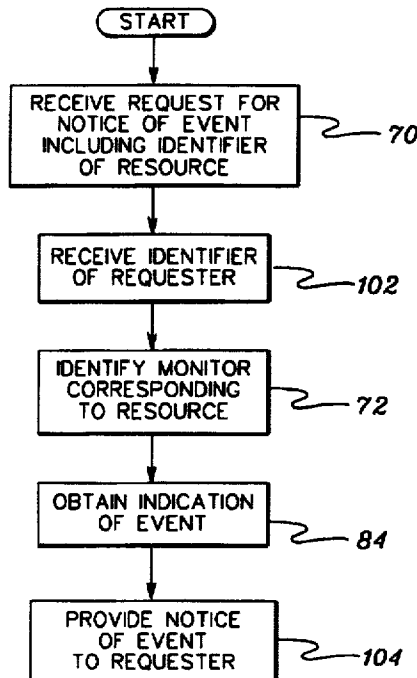 START
RECEIVE REQUEST FOR
NOTICE OF EVENT
INCLUDING IDENTIFIER
OF RESOURCE
70
RECEIVE IDENTIFIER
OF REQUESTER
102
IDENTIFY MONITOR
CORRESPONDING
TO RESOURCE
72
OBTAIN INDICATION
OF EVENT
84
PROVIDE NOTICE
OF EVENT
TO REQUESTER
104